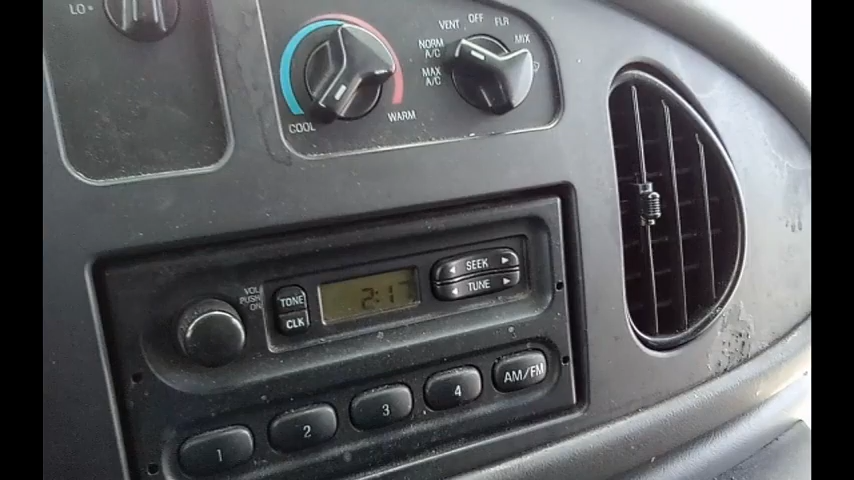 LO
COOL
WARM
VENT OFF FLR
NORM A/C
MIX
MAX A/C
VOL
PUSH
ON
TONE
CLK
2:17
SEEK
TUNE
1
2
3
4
AM/FM